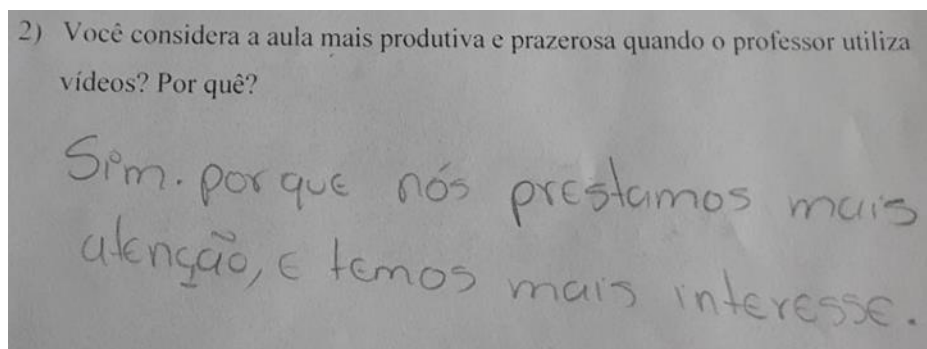 2) Você considera a aula mais produtiva e prazerosa quando o professor utiliza
vídeos? Por quê?
Sim. porque nós prestamos mais
atenção, e temos mais interesse.